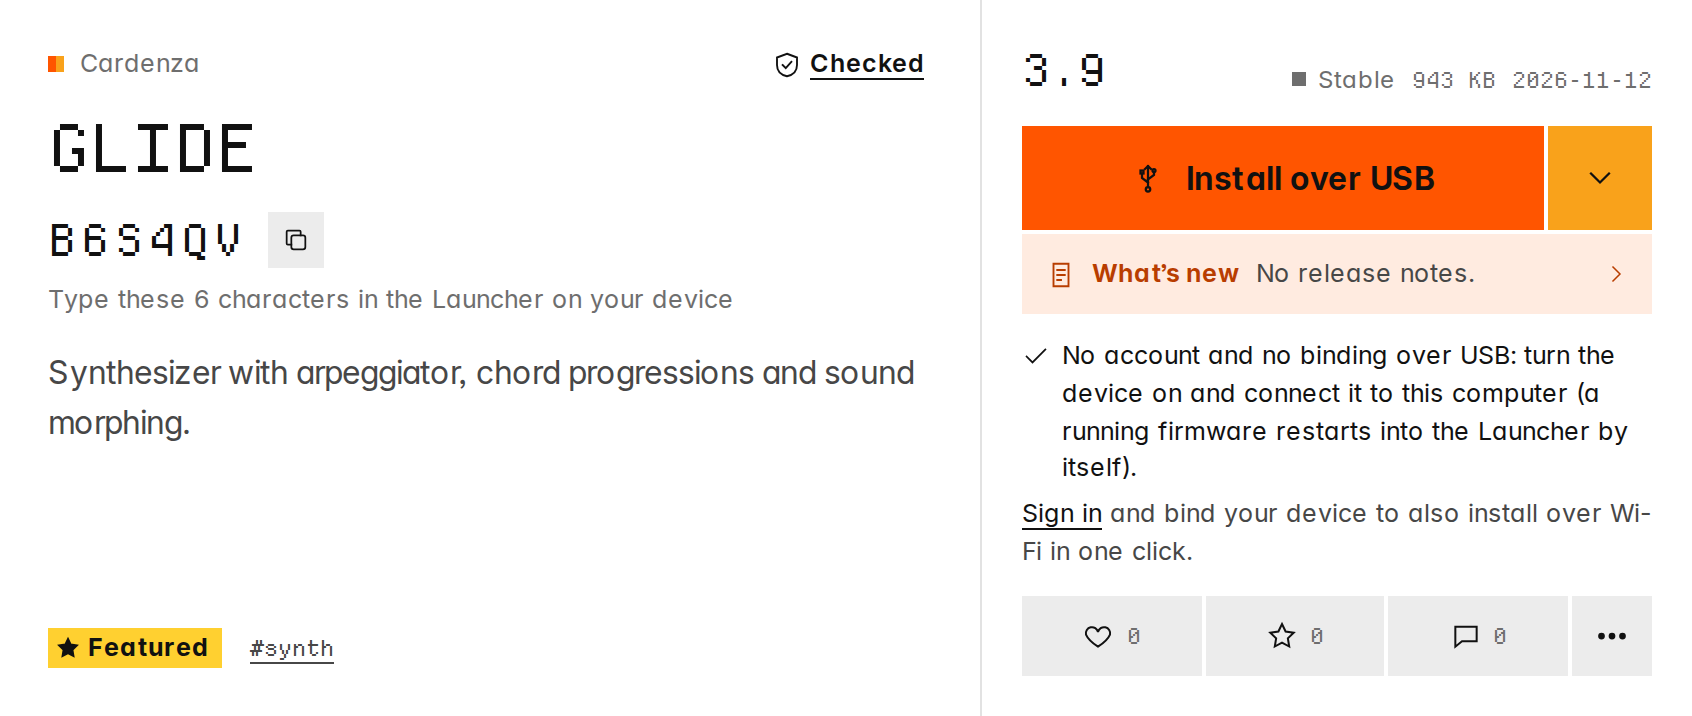 Cardenza
Checked
GLIDE
B6S4QV
Type these 6 characters in the Launcher on your device
Synthesizer with arpeggiator, chord progressions and sound
morphing.
Featured
#synth
3.9
Stable 943 KB 2026-11-12
Install over USB
What’s new No release notes.
No account and no binding over USB: turn the
device on and connect it to this computer (a
running firmware restarts into the Launcher by
itself).
Sign in and bind your device to also install over Wi-
Fi in one click.
0
0
0